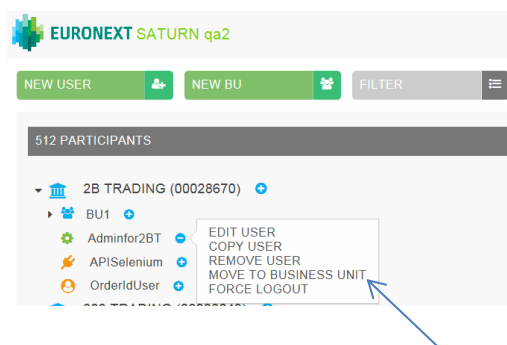 EURONEXT SATURN qa2
NEW USER NEW BU FILTER
512 PARTICIPANTS
2B TRADING (00028670)
BU1
Adminfor2BT
EDIT USER
COPY USER
REMOVE USER
MOVE TO BUSINESS UNIT
FORCE LOGOUT
APISelenium
OrderIdUser